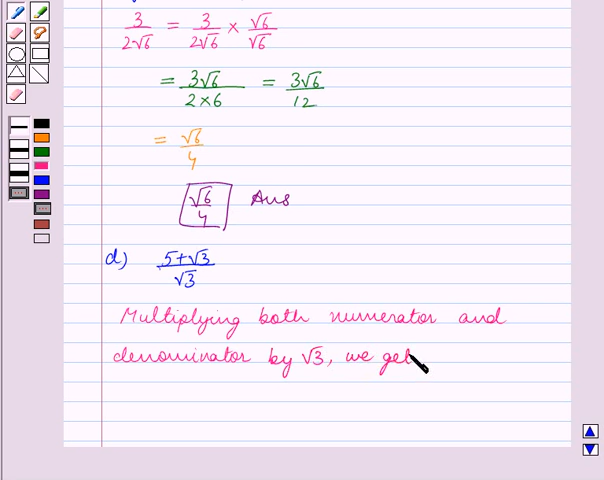 3/2√6 = 3/2√6 × √6/√6
= 3√6/2×6 = 3√6/12
= √6/4
√6/4 Ans
d) 5+√3/√3
Multiplying both numerator and
denominator by √3, we get